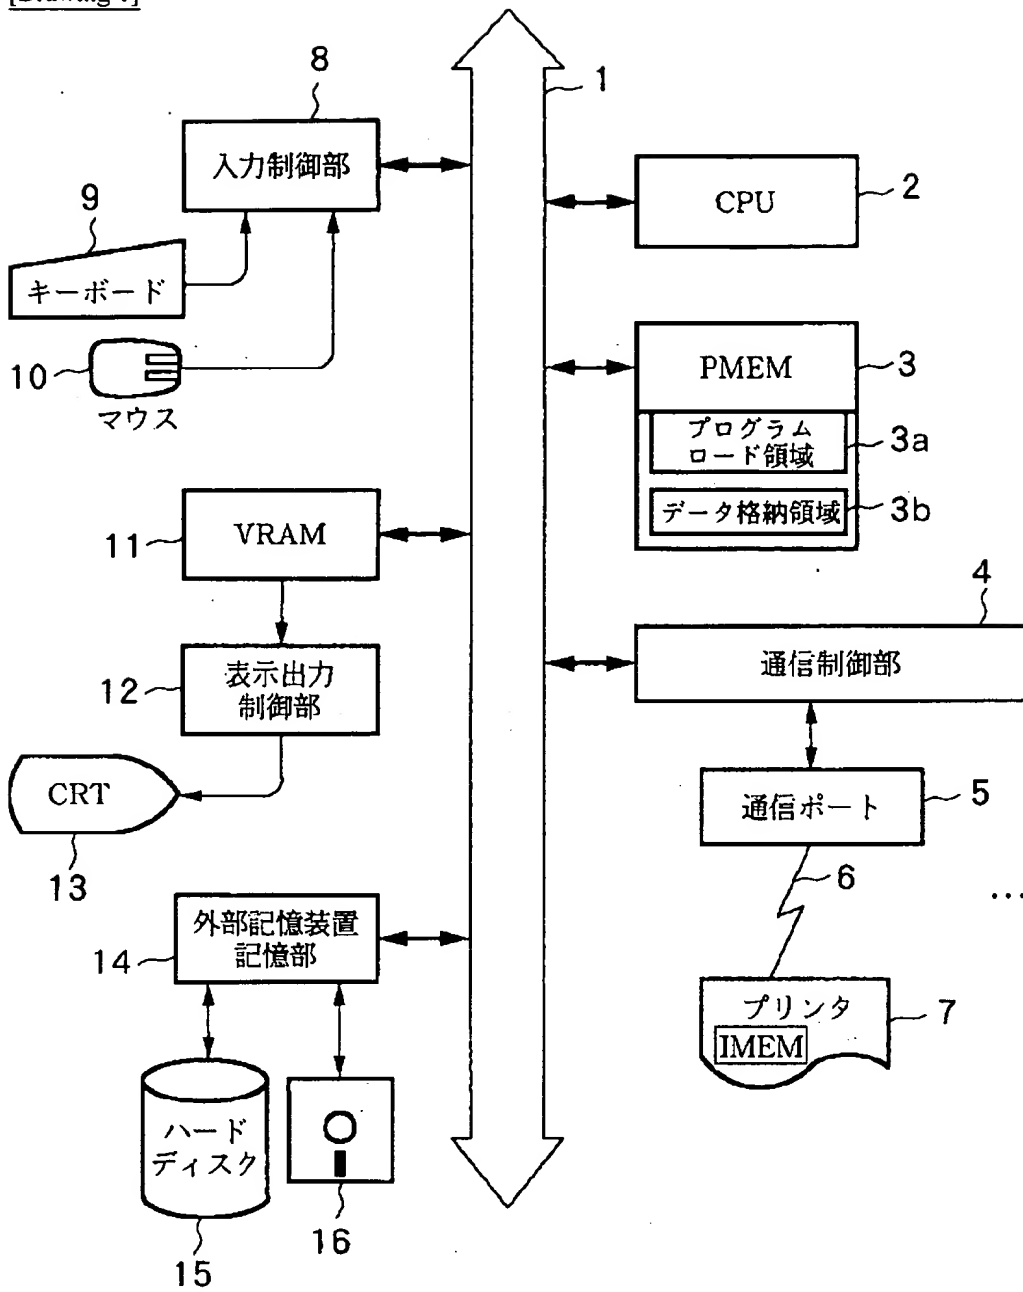 8
1
入力制御部
CPU
2
9
キーボード
10
マウス
PMEM
3
プログラム
ロード領域
3a
データ格納領域
3b
11
VRAM
4
通信制御部
12
表示出力
制御部
CRT
13
通信ポート
5
6
...
14
外部記憶装置
記憶部
プリンタ
IMEM
7
ハード
ディスク
15
16